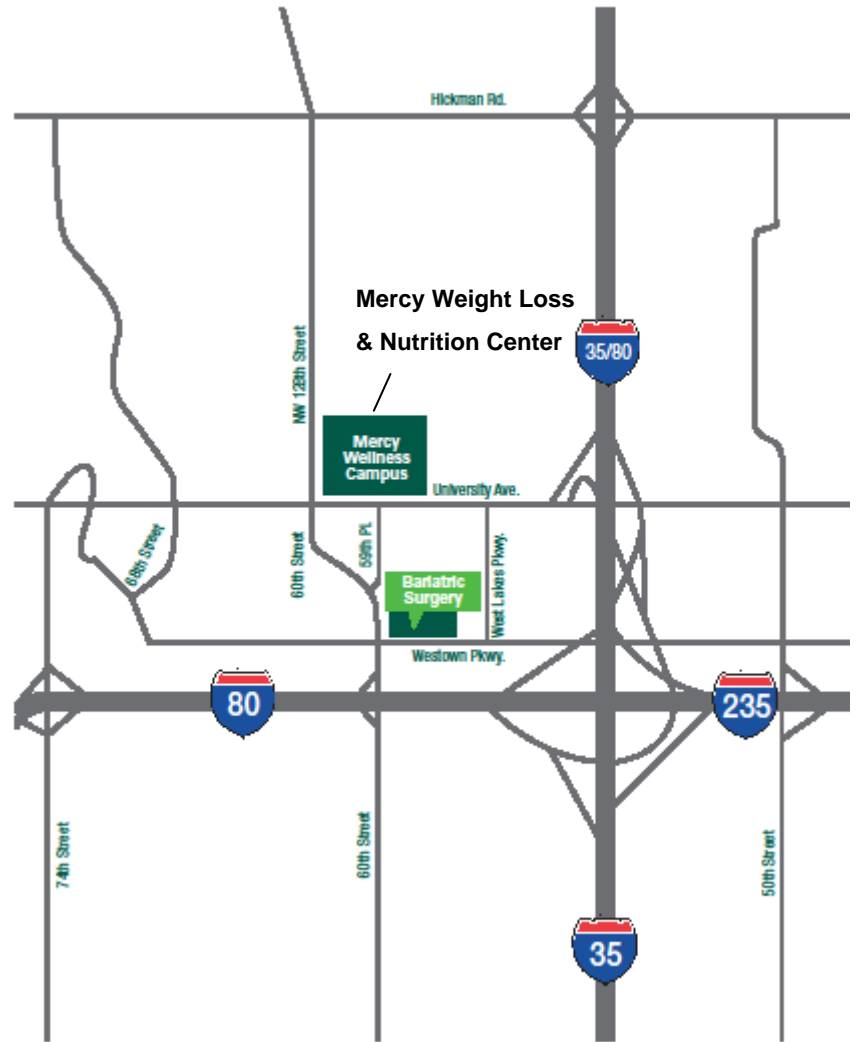 Hickman Rd.
Mercy Weight Loss
& Nutrition Center
35/80
NW 128th Street
Mercy
Wellness
Campus
University Ave.
68th Street
60th Street
59th PL
West Lakes Pkwy.
Bariatric
Surgery
Westown Pkwy.
80
235
74th Street
60th Street
50th Street
35